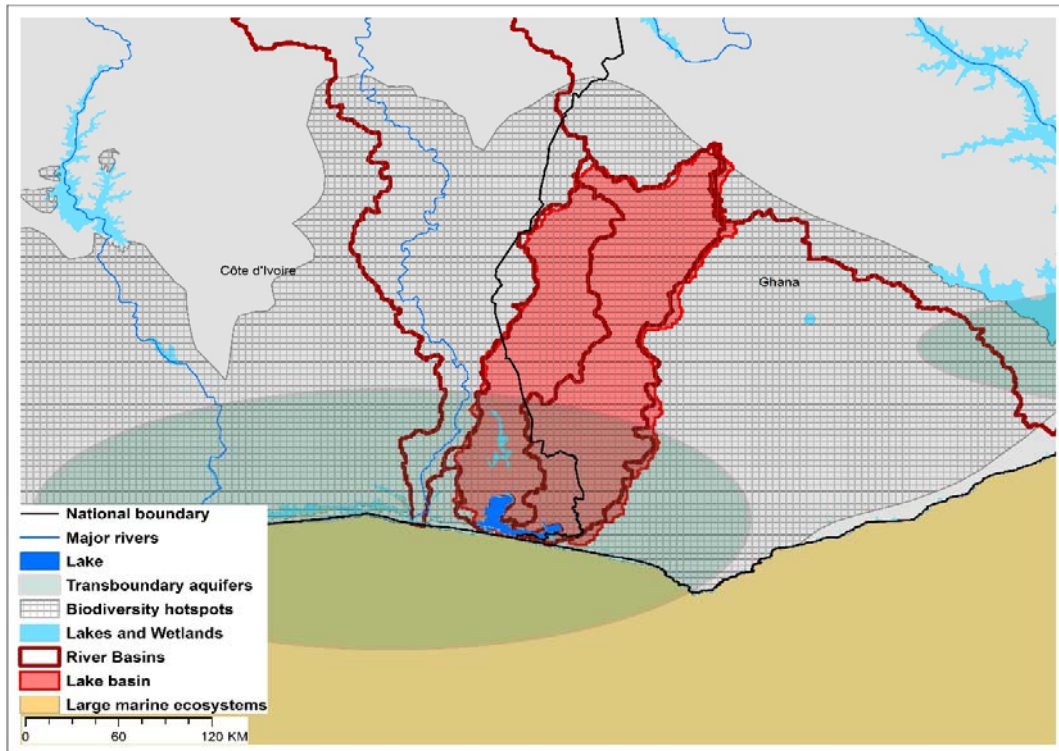 Côte d'Ivoire
Ghana
National boundary
Major rivers
Lake
Transboundary aquifers
Biodiversity hotspots
Lakes and Wetlands
River Basins
Lake basin
Large marine ecosystems
0 60 120 KM